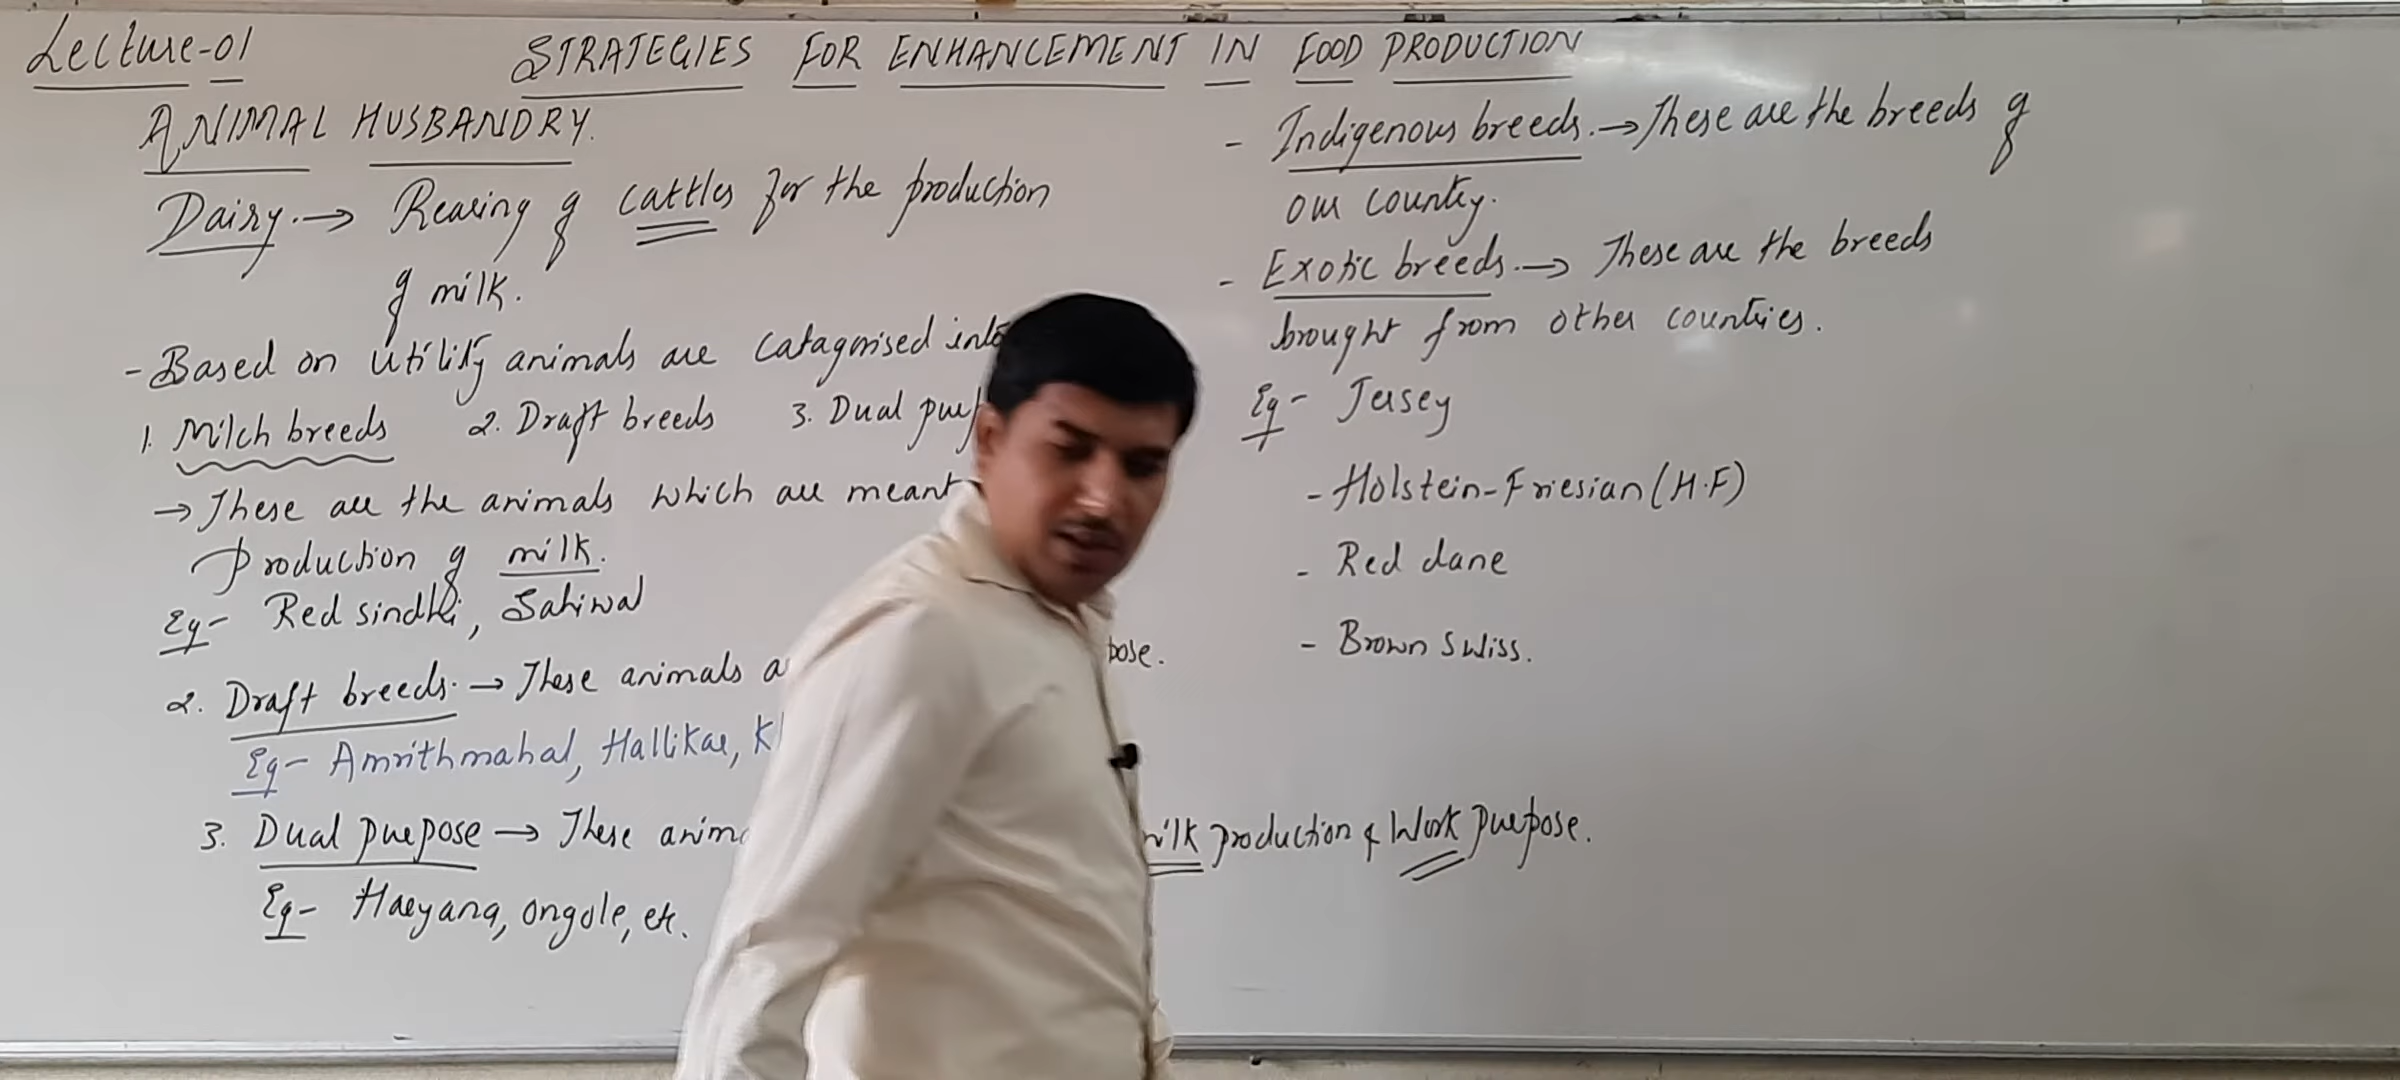 Lecture-01
STRATEGIES FOR ENHANCEMENT IN FOOD PRODUCTION
ANIMAL HUSBANDRY.
Dairy. → Rearing of cattles for the production
of milk.
- Based on utility animals are catagorised into
1. Milch breeds 2. Draft breeds 3. Dual pur
→ These are the animals which are meant
production of milk.
Eg- Red sindhi, Sahiwal
2. Draft breeds. → These animals a pose.
Eg- Amrithmahal, Hallikar, K
3. Dual purpose → These anim milk production & Work purpose.
Eg- Haryana, ongole, etc.
- Indigenous breeds. → These are the breeds of
our country.
- Exotic breeds. → These are the breeds
brought from other countries.
Eg- Jersey
- Holstein-Friesian (H.F)
- Red dane
- Brown swiss.